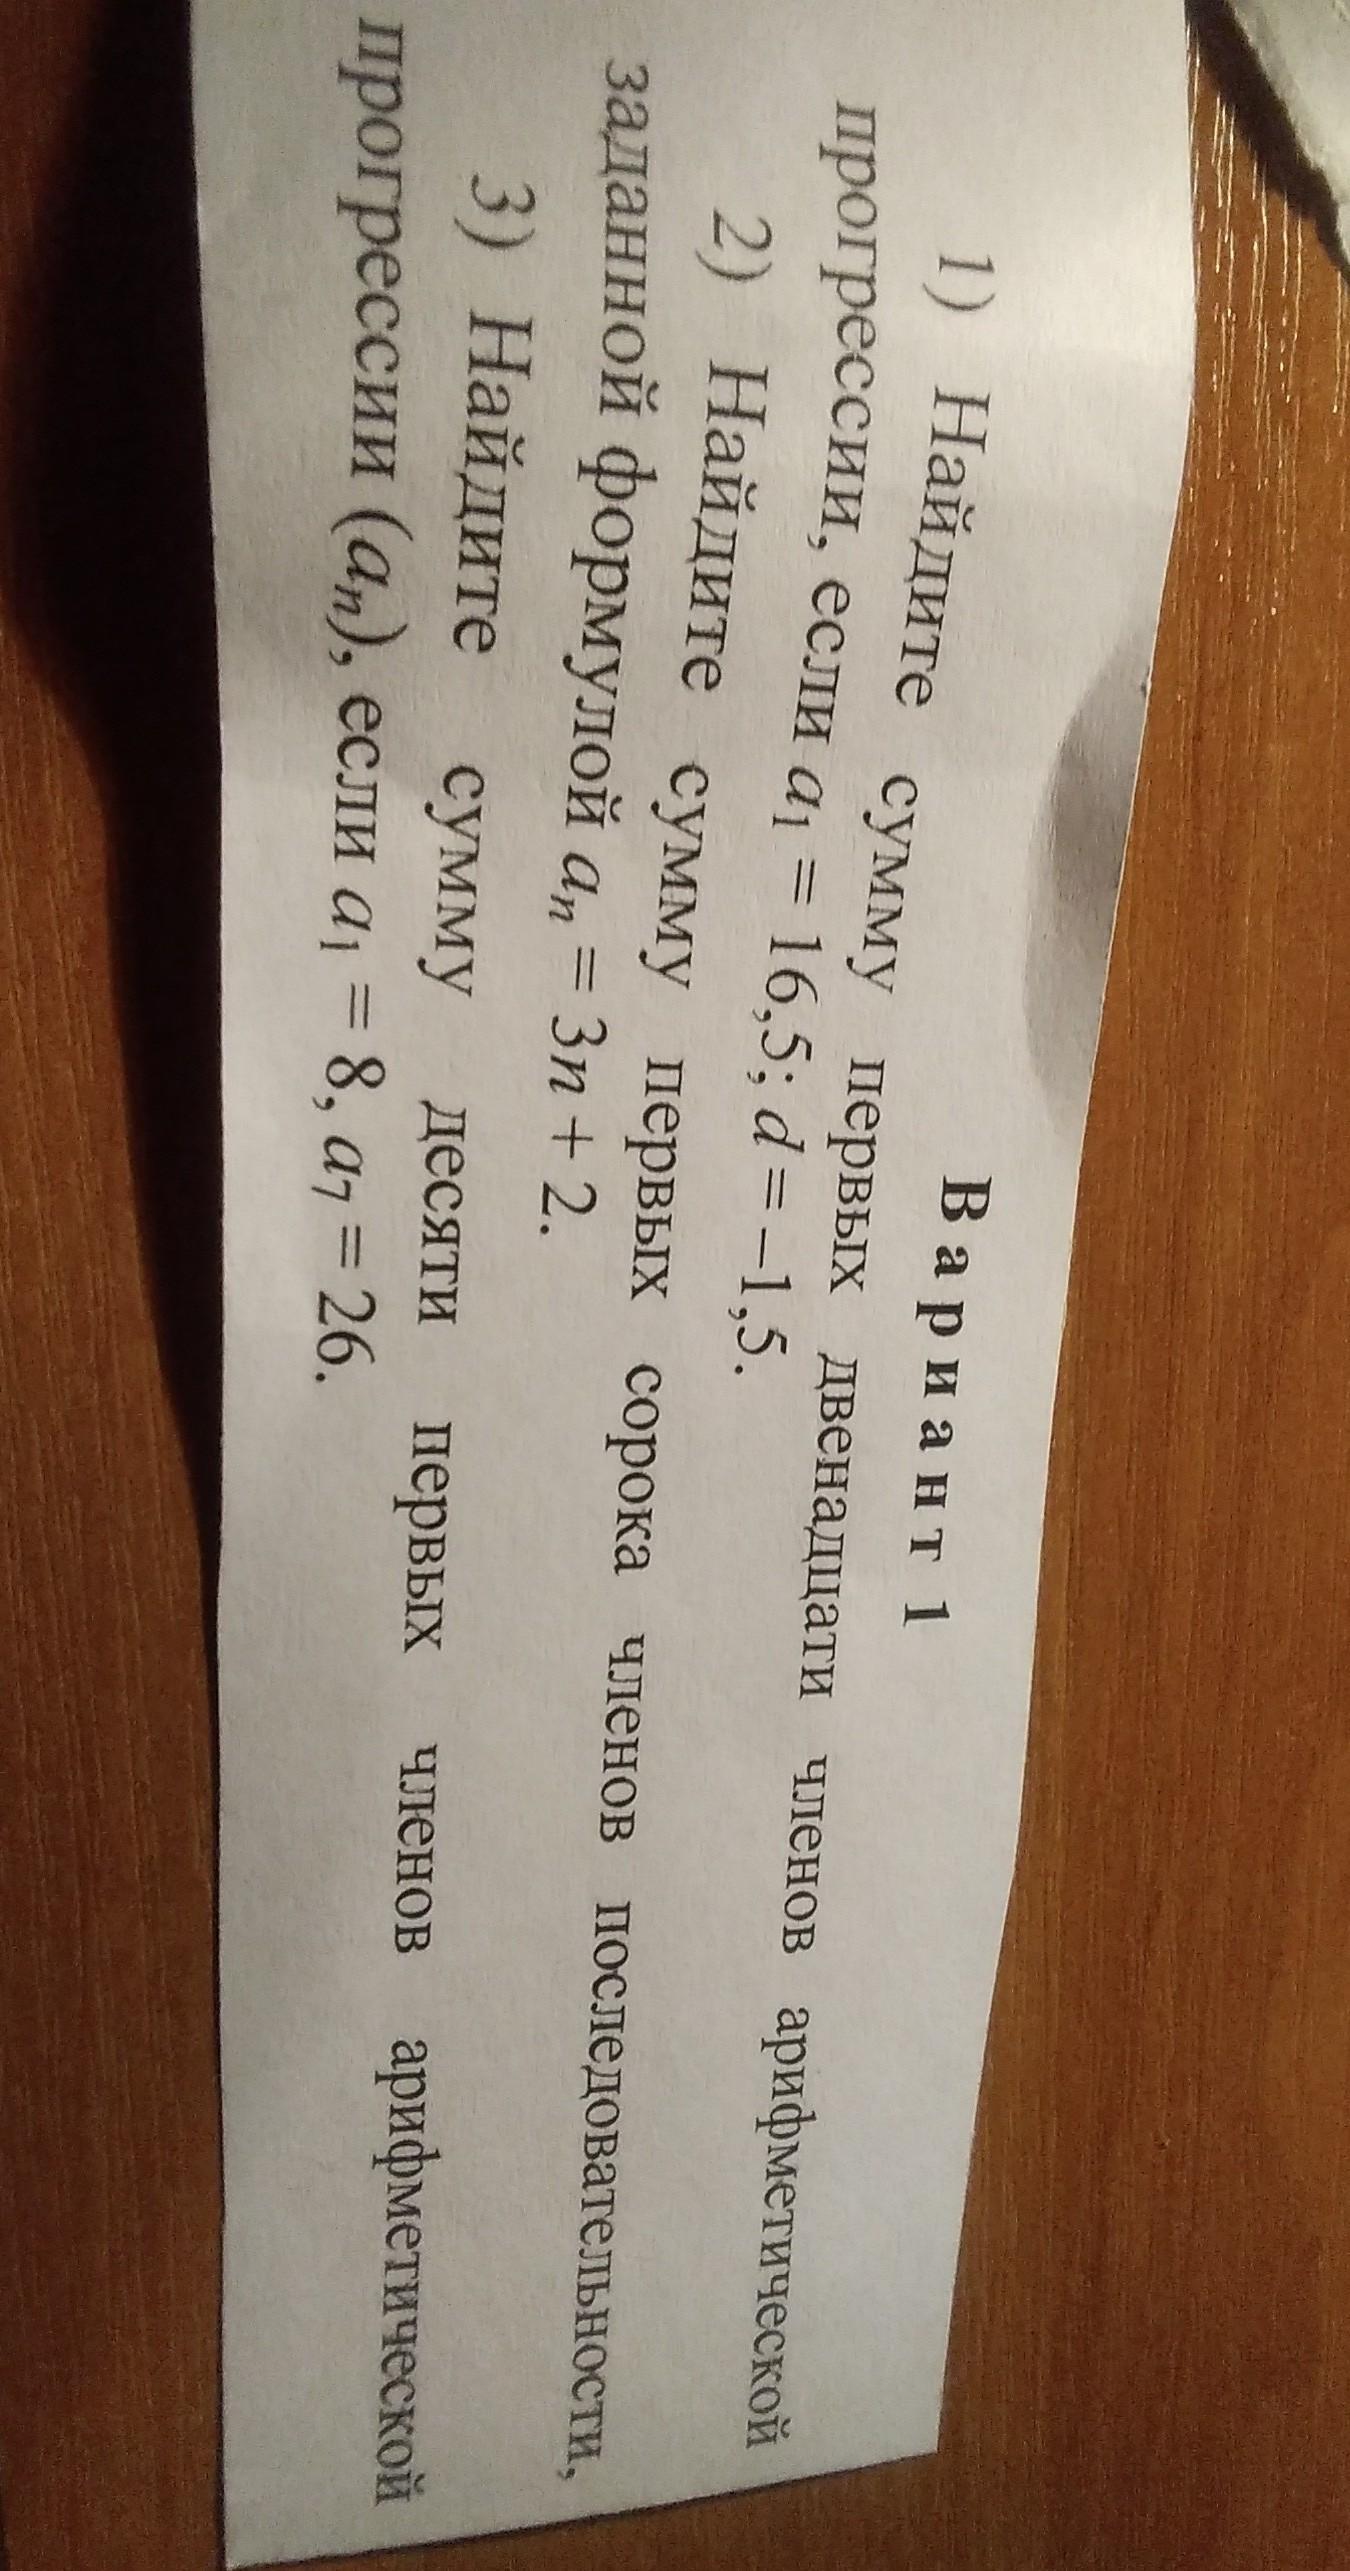 Вариант 1
1) Найдите сумму первых двенадцати членов арифметической
прогрессии, если a₁ = 16,5; d = –1,5.
2) Найдите сумму первых сорока членов последовательности,
заданной формулой aₙ = 3n + 2.
3) Найдите сумму десяти первых членов арифметической
прогрессии (aₙ), если a₁ = 8, a₇ = 26.